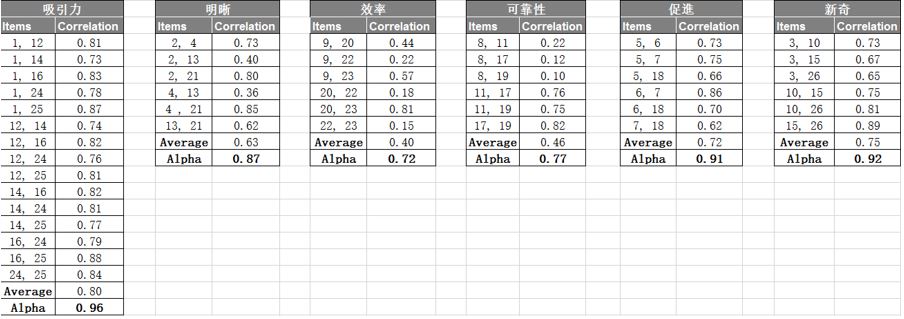 吸引力 明晰 效率 可靠性 促進 新奇
Items Correlation Items Correlation Items Correlation Items Correlation Items Correlation Items Correlation
1, 12 0.81 2, 4 0.73 9, 20 0.44 8, 11 0.22 5, 6 0.73 3, 10 0.73
1, 14 0.73 2, 13 0.40 9, 22 0.22 8, 17 0.12 5, 7 0.75 3, 15 0.67
1, 16 0.83 2, 21 0.80 9, 23 0.57 8, 19 0.10 5, 18 0.66 3, 26 0.65
1, 24 0.78 4, 13 0.36 20, 22 0.18 11, 17 0.76 6, 7 0.86 10, 15 0.75
1, 25 0.87 4 , 21 0.85 20, 23 0.81 11, 19 0.75 6, 18 0.70 10, 26 0.81
12, 14 0.74 13, 21 0.62 22, 23 0.15 17, 19 0.82 7, 18 0.62 15, 26 0.89
12, 16 0.82 Average 0.63 Average 0.40 Average 0.46 Average 0.72 Average 0.75
12, 24 0.76 Alpha 0.87 Alpha 0.72 Alpha 0.77 Alpha 0.91 Alpha 0.92
12, 25 0.81
14, 16 0.82
14, 24 0.81
14, 25 0.77
16, 24 0.79
16, 25 0.88
24, 25 0.84
Average 0.80
Alpha 0.96